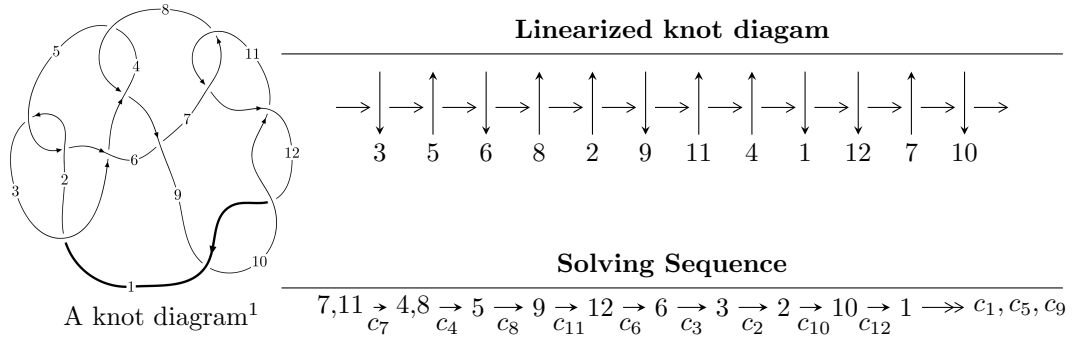 8
5
11
4
7
12
6
2
3
9
10
1
A knot diagram¹
Linearized knot diagam
3 5 6 8 2 9 11 4 1 12 7 10
Solving Sequence
7,11 → 4,8 → 5 → 9 → 12 → 6 → 3 → 2 → 10 → 1 →→ c₁, c₅, c₉
c₇ c₄ c₈ c₁₁ c₆ c₃ c₂ c₁₀ c₁₂